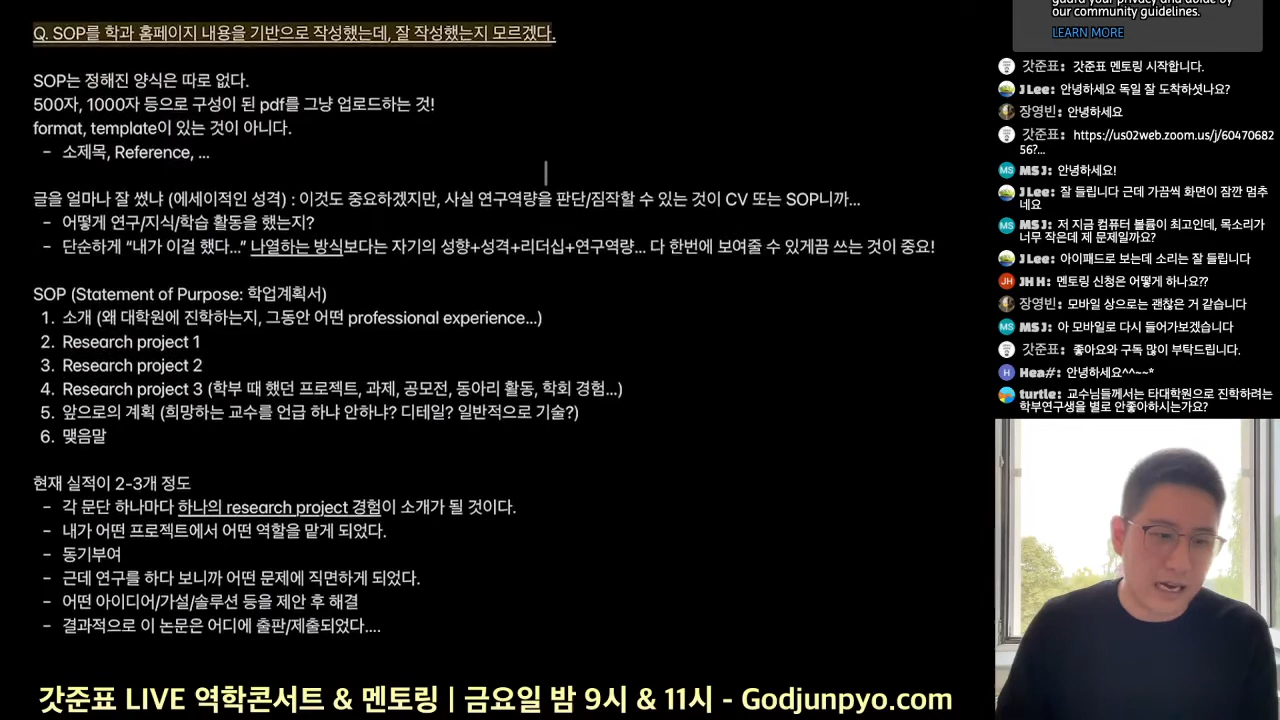 Q. SOP를 학과 홈페이지 내용을 기반으로 작성했는데, 잘 작성했는지 모르겠다.
SOP는 정해진 양식은 따로 없다.
500자, 1000자 등으로 구성이 된 pdf를 그냥 업로드하는 것!
format, template이 있는 것이 아니다.
- 소제목, Reference, ...
글을 얼마나 잘 썼냐 (에세이적인 성격) : 이것도 중요하겠지만, 사실 연구역량을 판단/짐작할 수 있는 것이 CV 또는 SOP니까...
- 어떻게 연구/지식/학습 활동을 했는지?
- 단순하게 “내가 이걸 했다...” 나열하는 방식보다는 자기의 성향+성격+리더십+연구역량... 다 한번에 보여줄 수 있게끔 쓰는 것이 중요!
SOP (Statement of Purpose: 학업계획서)
1. 소개 (왜 대학원에 진학하는지, 그동안 어떤 professional experience...)
2. Research project 1
3. Research project 2
4. Research project 3 (학부 때 했던 프로젝트, 과제, 공모전, 동아리 활동, 학회 경험...)
5. 앞으로의 계획 (희망하는 교수를 언급 하냐 안하냐? 디테일? 일반적으로 기술?)
6. 맺음말
현재 실적이 2-3개 정도
- 각 문단 하나마다 하나의 research project 경험이 소개가 될 것이다.
- 내가 어떤 프로젝트에서 어떤 역할을 맡게 되었다.
- 동기부여
- 근데 연구를 하다 보니까 어떤 문제에 직면하게 되었다.
- 어떤 아이디어/가설/솔루션 등을 제안 후 해결
- 결과적으로 이 논문은 어디에 출판/제출되었다....
갓준표 LIVE 역학콘서트 & 멘토링 | 금요일 밤 9시 & 11시 - Godjunpyo.com
guard your privacy and abide by
our community guidelines.
LEARN MORE
갓준표: 갓준표 멘토링 시작합니다.
J Lee: 안녕하세요 독일 잘 도착하셧나요?
장영빈: 안녕하세요
갓준표: https://us02web.zoom.us/j/60470682
56?...
MS J: 안녕하세요!
J Lee: 잘 들립니다 근데 가끔씩 화면이 잠깐 멈추
네요
MS J: 저 지금 컴퓨터 볼륨이 최고인데, 목소리가
너무 작은데 제 문제일까요?
J Lee: 아이패드로 보는데 소리는 잘 들립니다
JH H: 멘토링 신청은 어떻게 하나요??
장영빈: 모바일 상으로는 괜찮은 거 같습니다
MS J: 아 모바일로 다시 들어가보겠습니다
갓준표: 좋아요와 구독 많이 부탁드립니다.
Hea#: 안녕하세요^^~~*
turtle: 교수님들께서는 타대학원으로 진학하려는
학부연구생을 별로 안좋아하시는가요?